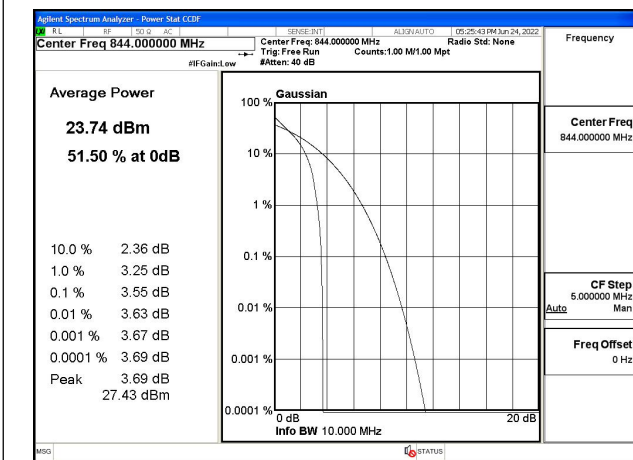 Agilent Spectrum Analyzer - Power Stat CCDF
LXI RL RF 50 Ω AC SENSE:INT ALIGN AUTO 05:25:43 PM Jun 24, 2022
Center Freq 844.000000 MHz
Center Freq: 844.000000 MHz Radio Std: None
Trig: Free Run Counts:1.00 M/1.00 Mpt
#IFGain:Low #Atten: 40 dB
Average Power
23.74 dBm
51.50 % at 0dB
10.0 % 2.36 dB
1.0 % 3.25 dB
0.1 % 3.55 dB
0.01 % 3.63 dB
0.001 % 3.67 dB
0.0001 % 3.69 dB
Peak 3.69 dB
27.43 dBm
Gaussian
100 %
10 %
1 %
0.1 %
0.01 %
0.001 %
0.0001 %
0 dB 20 dB
Info BW 10.000 MHz
Frequency
Center Freq
844.000000 MHz
CF Step
5.000000 MHz
Auto Man
Freq Offset
0 Hz
MSG STATUS